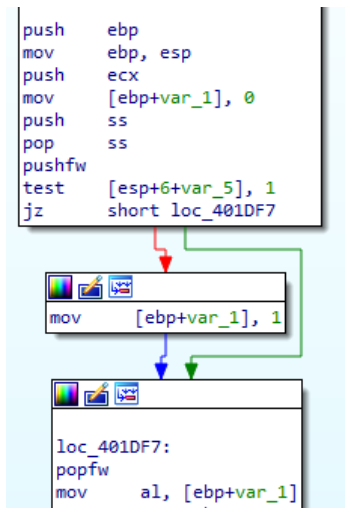 push ebp
mov ebp, esp
push ecx
mov [ebp+var_1], 0
push ss
pop ss
pushfw
test [esp+6+var_5], 1
jz short loc_401DF7
mov [ebp+var_1], 1
loc_401DF7:
popfw
mov al, [ebp+var_1]